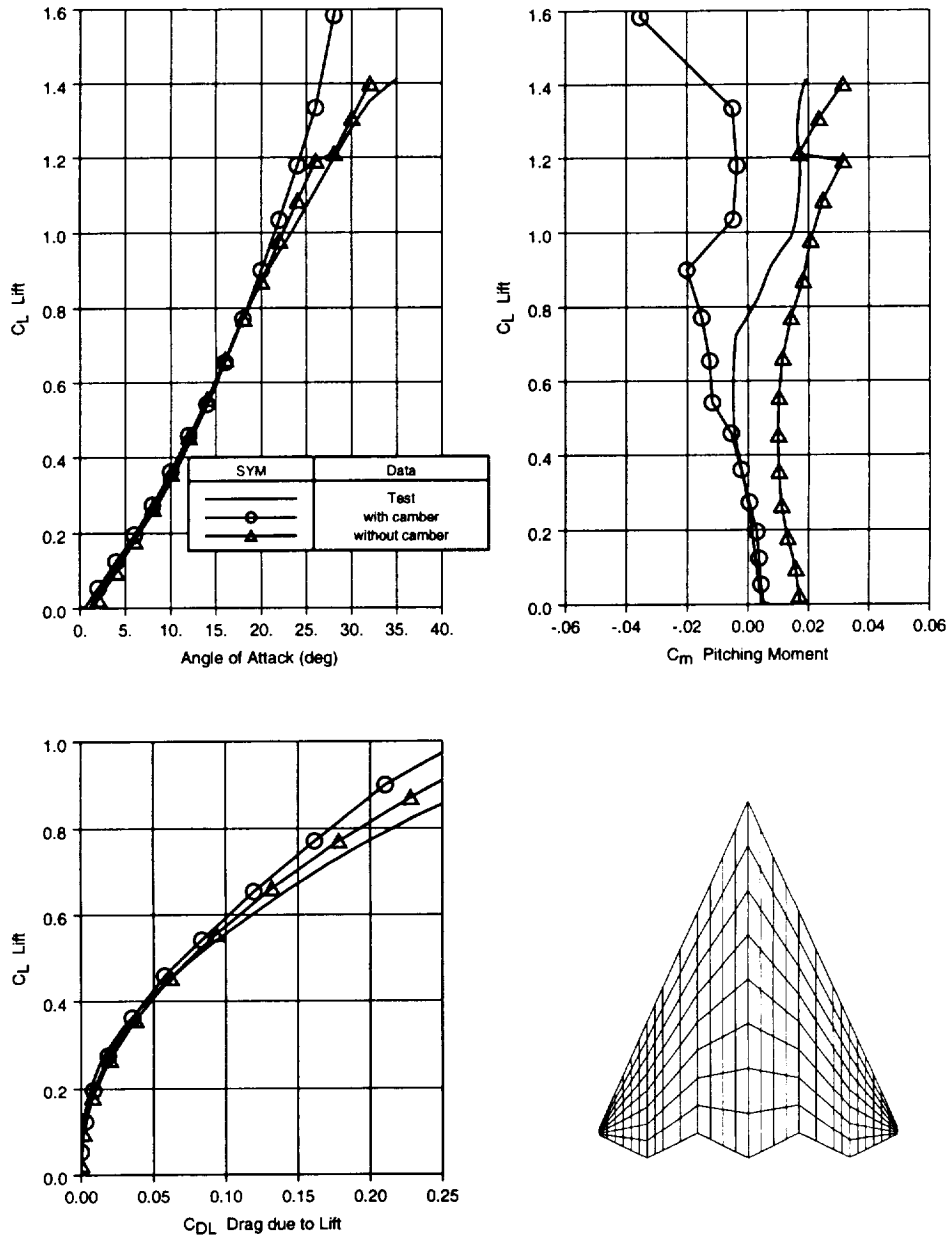 1.6
1.4
1.2
1.0
0.8
0.6
0.4
0.2
0.0
C_L Lift
0. 5. 10. 15. 20. 25. 30. 35. 40.
Angle of Attack (deg)
SYM Data
Test
with camber
without camber
1.6
1.4
1.2
1.0
0.8
0.6
0.4
0.2
0.0
C_L Lift
-.06 -.04 -.02 0.00 0.02 0.04 0.06
C_m Pitching Moment
1.0
0.8
0.6
0.4
0.2
0.0
C_L Lift
0.00 0.05 0.10 0.15 0.20 0.25
C_DL Drag due to Lift